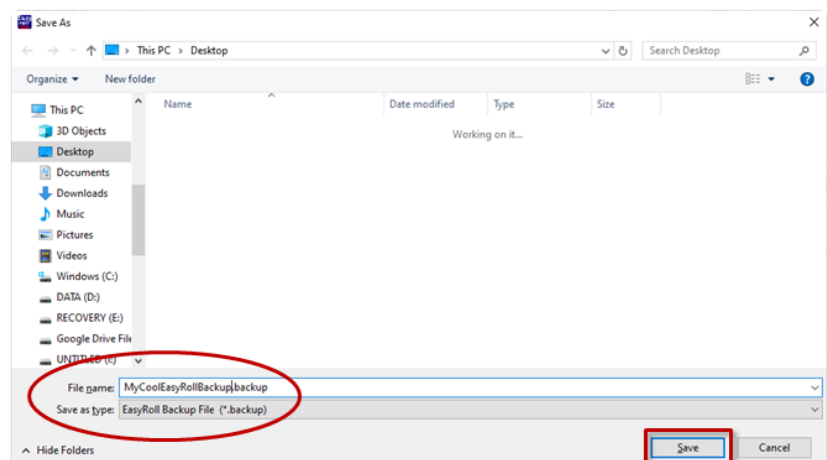 Save As
This PC > Desktop
Search Desktop
Organize
New folder
Name
Date modified
Type
Size
Working on it...
This PC
3D Objects
Desktop
Documents
Downloads
Music
Pictures
Videos
Windows (C:)
DATA (D:)
RECOVERY (E:)
Google Drive File
File name: MyCoolEasyRollBackup.backup
Save as type: EasyRoll Backup File (*.backup)
Hide Folders
Save
Cancel